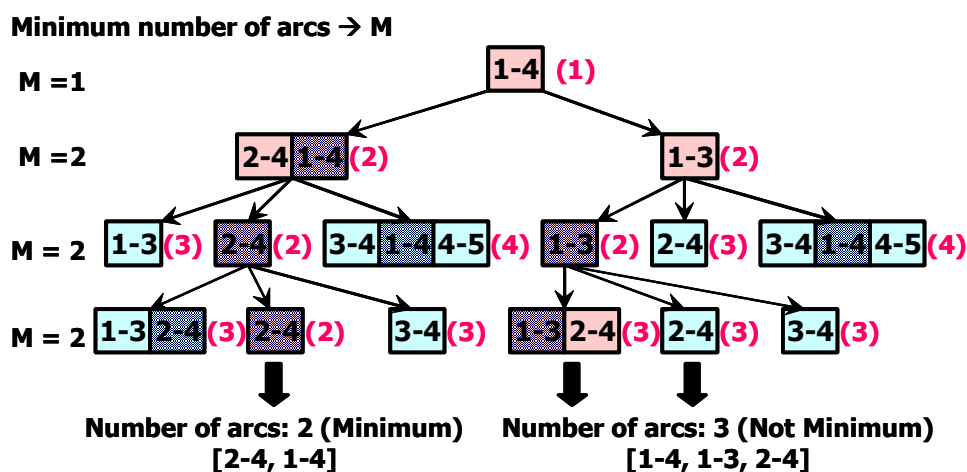 Minimum number of arcs → M
M =1
1-4 (1)
M =2
2-4 1-4 (2)
1-3 (2)
M = 2
1-3 (3)
2-4 (2)
3-4 1-4 4-5 (4)
1-3 (2)
2-4 (3)
3-4 1-4 4-5 (4)
M = 2
1-3 2-4 (3)
2-4 (2)
3-4 (3)
1-3 2-4 (3)
2-4 (3)
3-4 (3)
Number of arcs: 2 (Minimum)
[2-4, 1-4]
Number of arcs: 3 (Not Minimum)
[1-4, 1-3, 2-4]